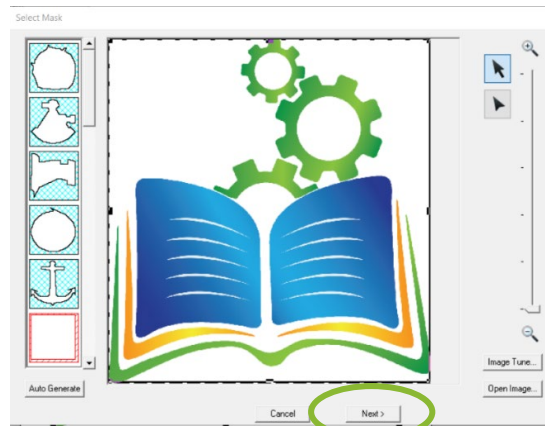 Select Mask
Auto Generate
Image Tune...
Open Image...
Cancel
Next >